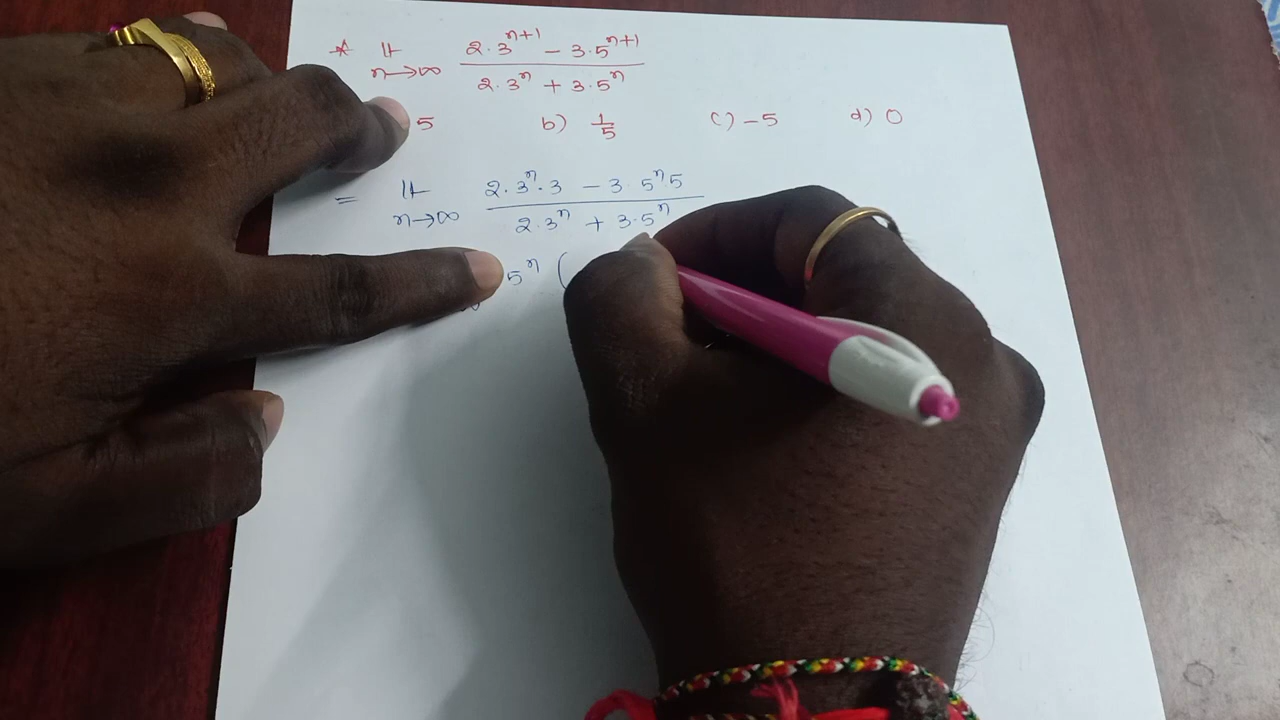 * lt n→∞ (2·3^{n+1} − 3·5^{n+1}) / (2·3^n + 3·5^n)
5 b) 1/5 c) −5 d) 0
= lt n→∞ (2·3^n·3 − 3·5^n·5) / (2·3^n + 3·5^n)
∞ 5^n (